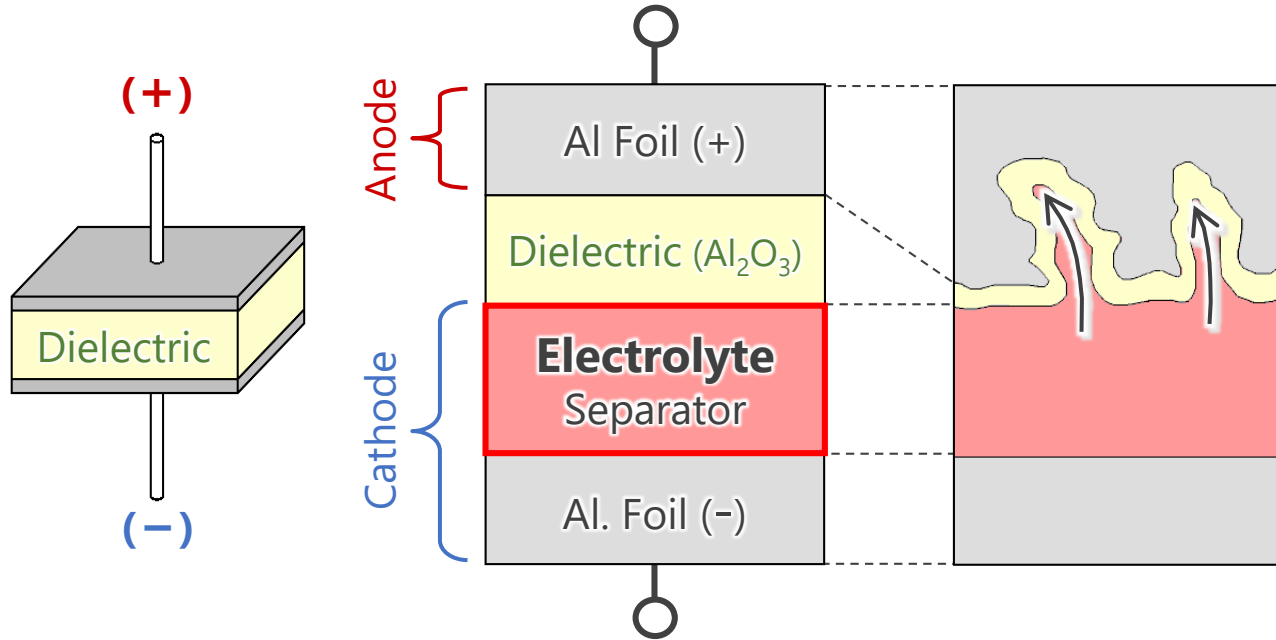 (+)
Dielectric
(−)
Anode
Cathode
Al Foil (+)
Dielectric (Al₂O₃)
Electrolyte
Separator
Al. Foil (−)